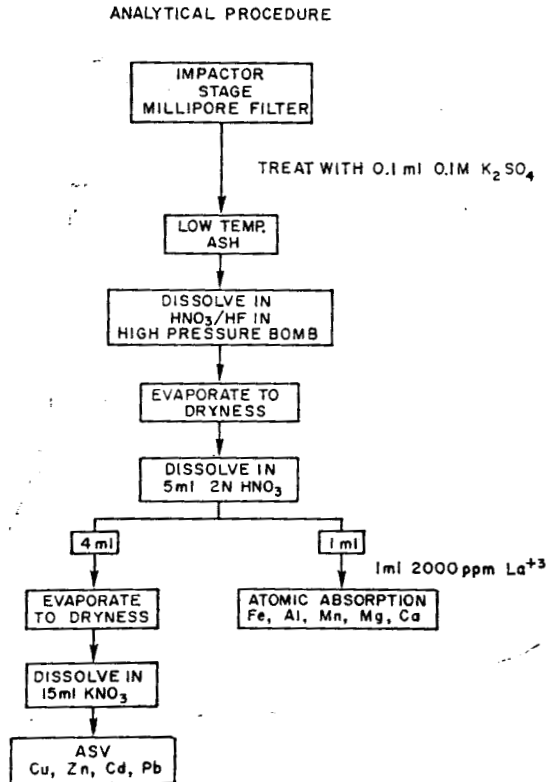 ANALYTICAL PROCEDURE
IMPACTOR
STAGE
MILLIPORE FILTER
TREAT WITH 0.1 ml 0.1M K₂SO₄
LOW TEMP.
ASH
DISSOLVE IN
HNO₃/HF IN
HIGH PRESSURE BOMB
EVAPORATE TO
DRYNESS
DISSOLVE IN
5ml 2N HNO₃
4 ml
1 ml
1ml 2000 ppm La⁺³
EVAPORATE
TO DRYNESS
ATOMIC ABSORPTION
Fe, Al, Mn, Mg, Ca
DISSOLVE IN
15ml KNO₃
ASV
Cu, Zn, Cd, Pb